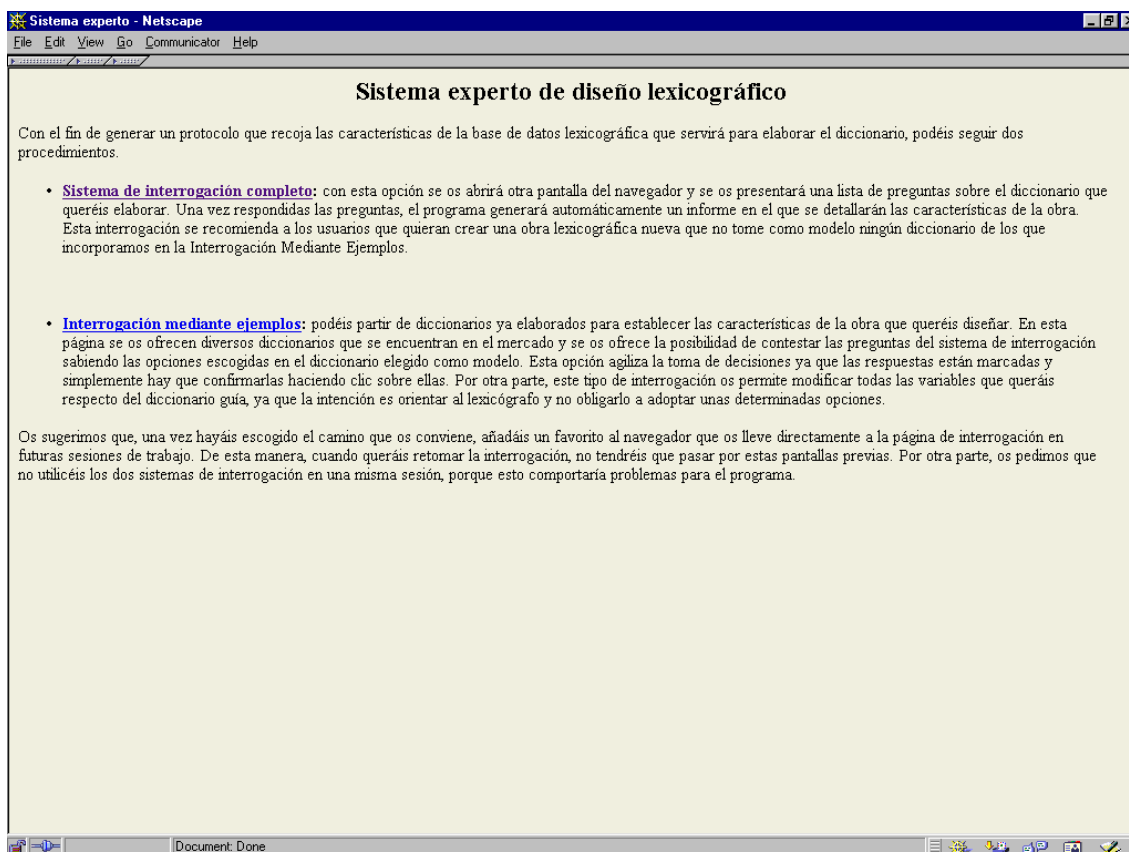 Sistema experto - Netscape
File Edit View Go Communicator Help
Sistema experto de diseño lexicográfico
Con el fin de generar un protocolo que recoja las características de la base de datos lexicográfica que servirá para elaborar el diccionario, podéis seguir dos
procedimientos.
• Sistema de interrogación completo: con esta opción se os abrirá otra pantalla del navegador y se os presentará una lista de preguntas sobre el diccionario que
queréis elaborar. Una vez respondidas las preguntas, el programa generará automáticamente un informe en el que se detallarán las características de la obra.
Esta interrogación se recomienda a los usuarios que quieran crear una obra lexicográfica nueva que no tome como modelo ningún diccionario de los que
incorporamos en la Interrogación Mediante Ejemplos.
• Interrogación mediante ejemplos: podéis partir de diccionarios ya elaborados para establecer las características de la obra que queréis diseñar. En esta
página se os ofrecen diversos diccionarios que se encuentran en el mercado y se os ofrece la posibilidad de contestar las preguntas del sistema de interrogación
sabiendo las opciones escogidas en el diccionario elegido como modelo. Esta opción agiliza la toma de decisiones ya que las respuestas están marcadas y
simplemente hay que confirmarlas haciendo clic sobre ellas. Por otra parte, este tipo de interrogación os permite modificar todas las variables que queráis
respecto del diccionario guía, ya que la intención es orientar al lexicógrafo y no obligarlo a adoptar unas determinadas opciones.
Os sugerimos que, una vez hayáis escogido el camino que os conviene, añadáis un favorito al navegador que os lleve directamente a la página de interrogación en
futuras sesiones de trabajo. De esta manera, cuando queráis retomar la interrogación, no tendréis que pasar por estas pantallas previas. Por otra parte, os pedimos que
no utilicéis los dos sistemas de interrogación en una misma sesión, porque esto comportaría problemas para el programa.
Document: Done